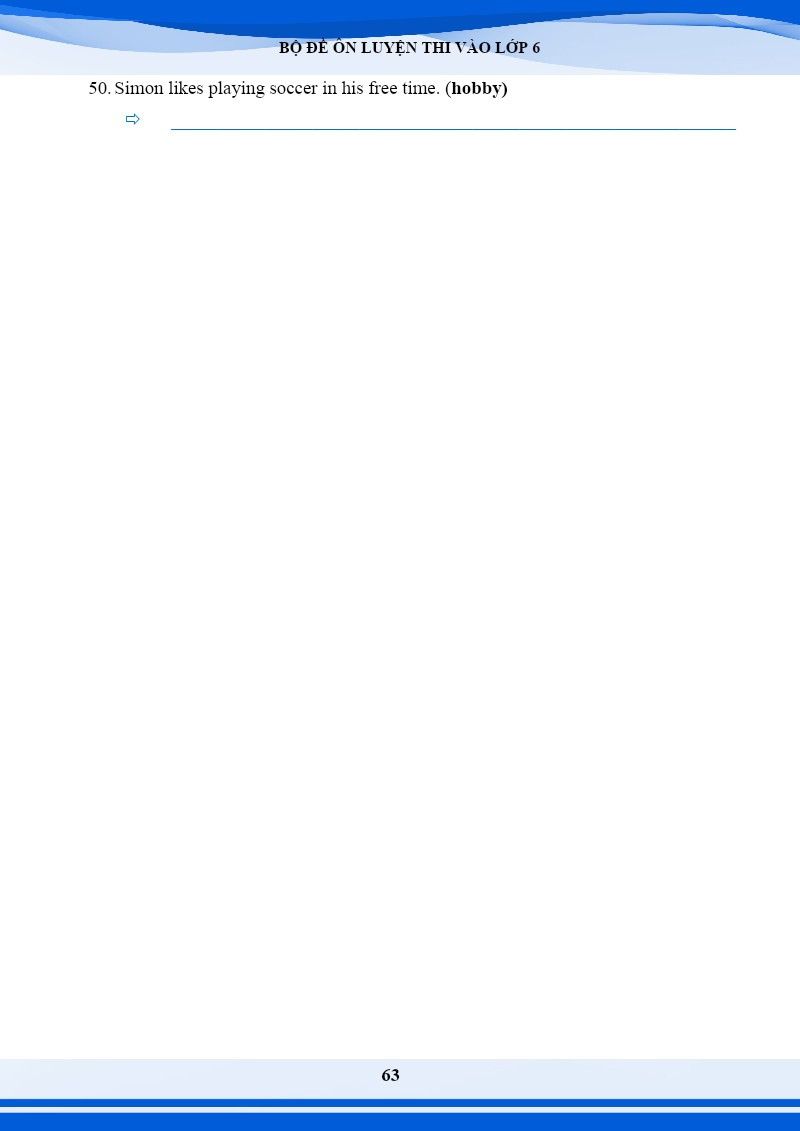 BỘ ĐỀ ÔN LUYỆN THI VÀO LỚP 6
50. Simon likes playing soccer in his free time. (hobby)
⇨ ____________________________________________________________
63